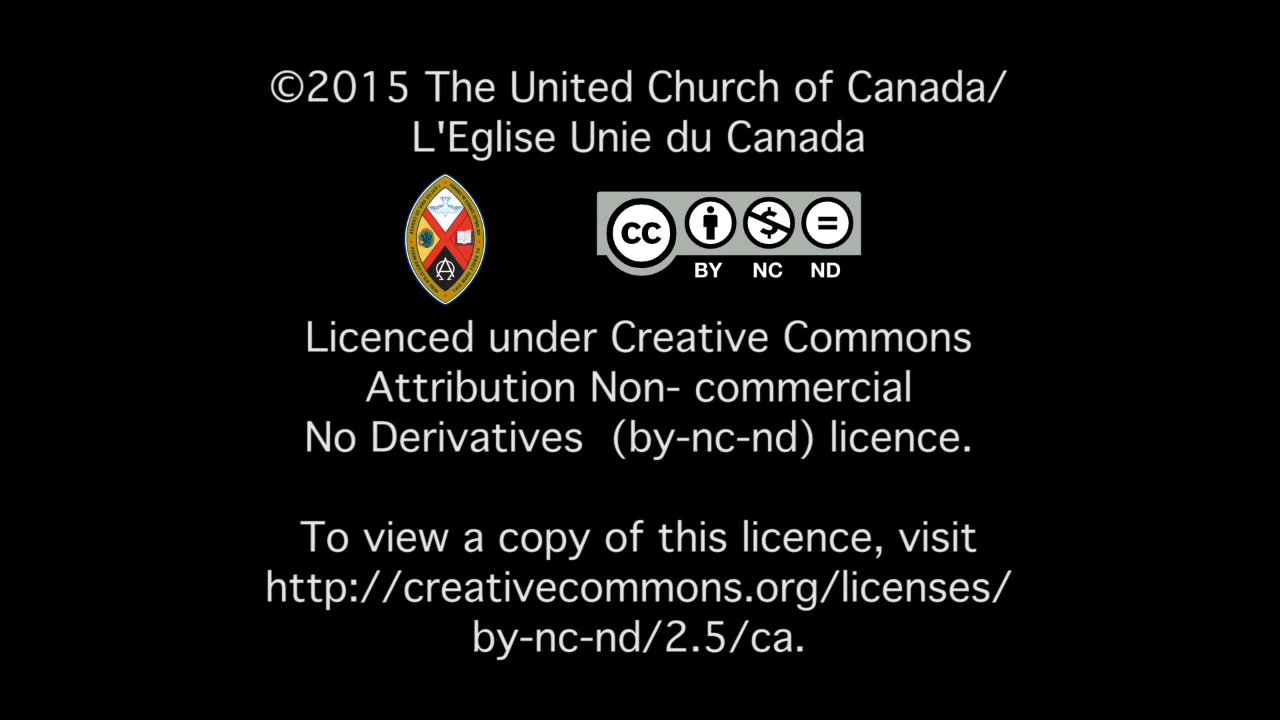 ©2015 The United Church of Canada/
L'Eglise Unie du Canada
CC
BY NC ND
Licenced under Creative Commons
Attribution Non- commercial
No Derivatives (by-nc-nd) licence.
To view a copy of this licence, visit
http://creativecommons.org/licenses/
by-nc-nd/2.5/ca.